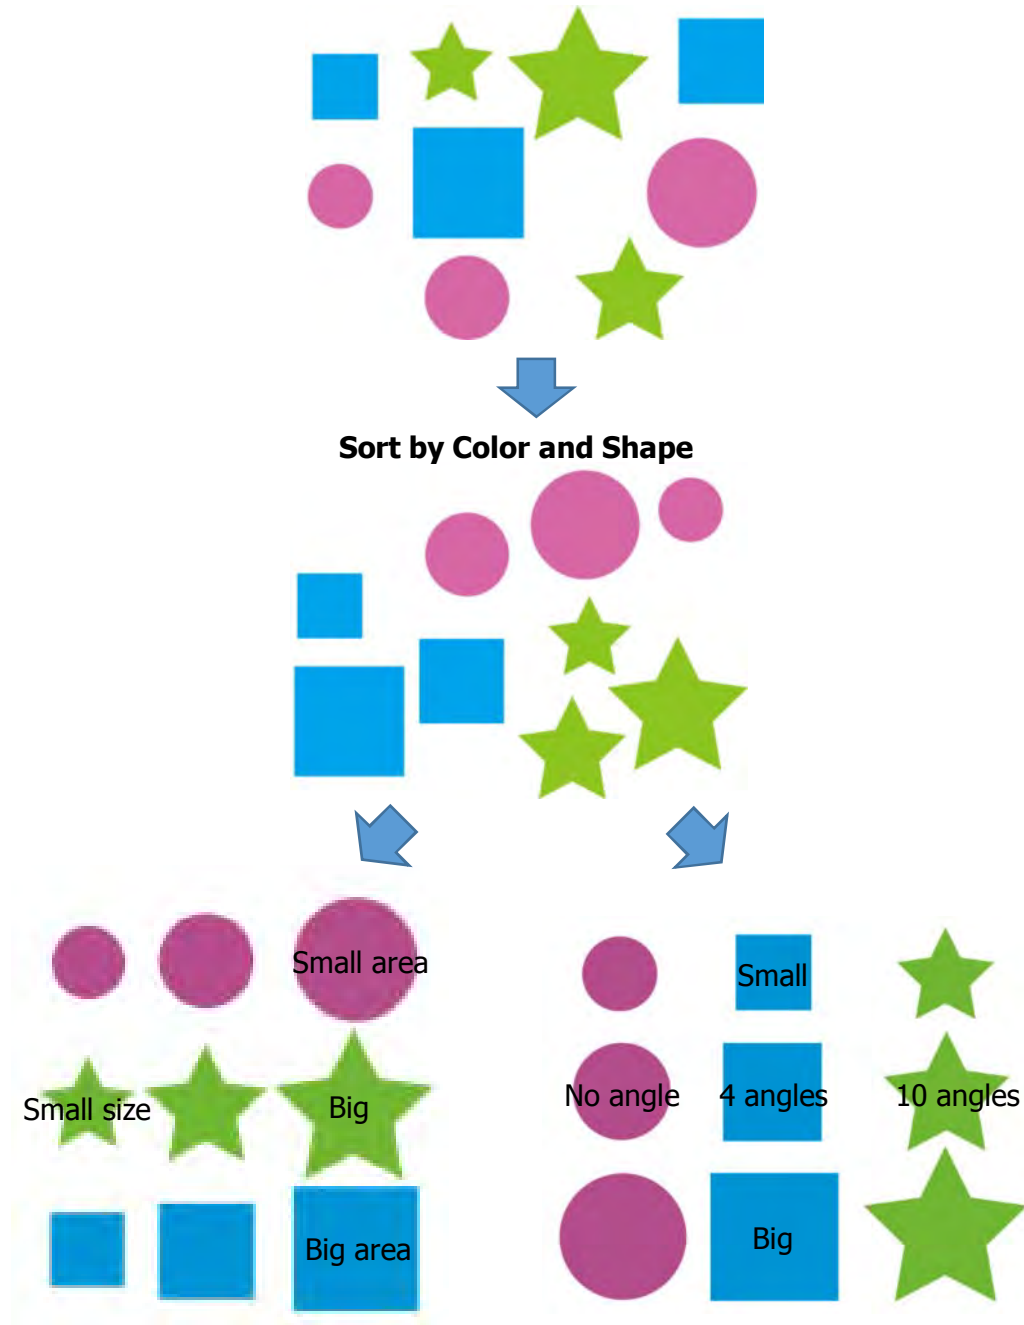 Sort by Color and Shape
Small area
Small size
Big
Big area
Small
No angle
4 angles
10 angles
Big